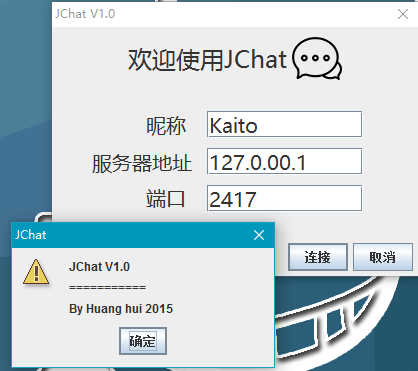 JChat V1.0
欢迎使用JChat
昵称 Kaito
服务器地址 127.0.00.1
端口 2417
连接 取消
JChat
JChat V1.0
===========
By Huang hui 2015
确定